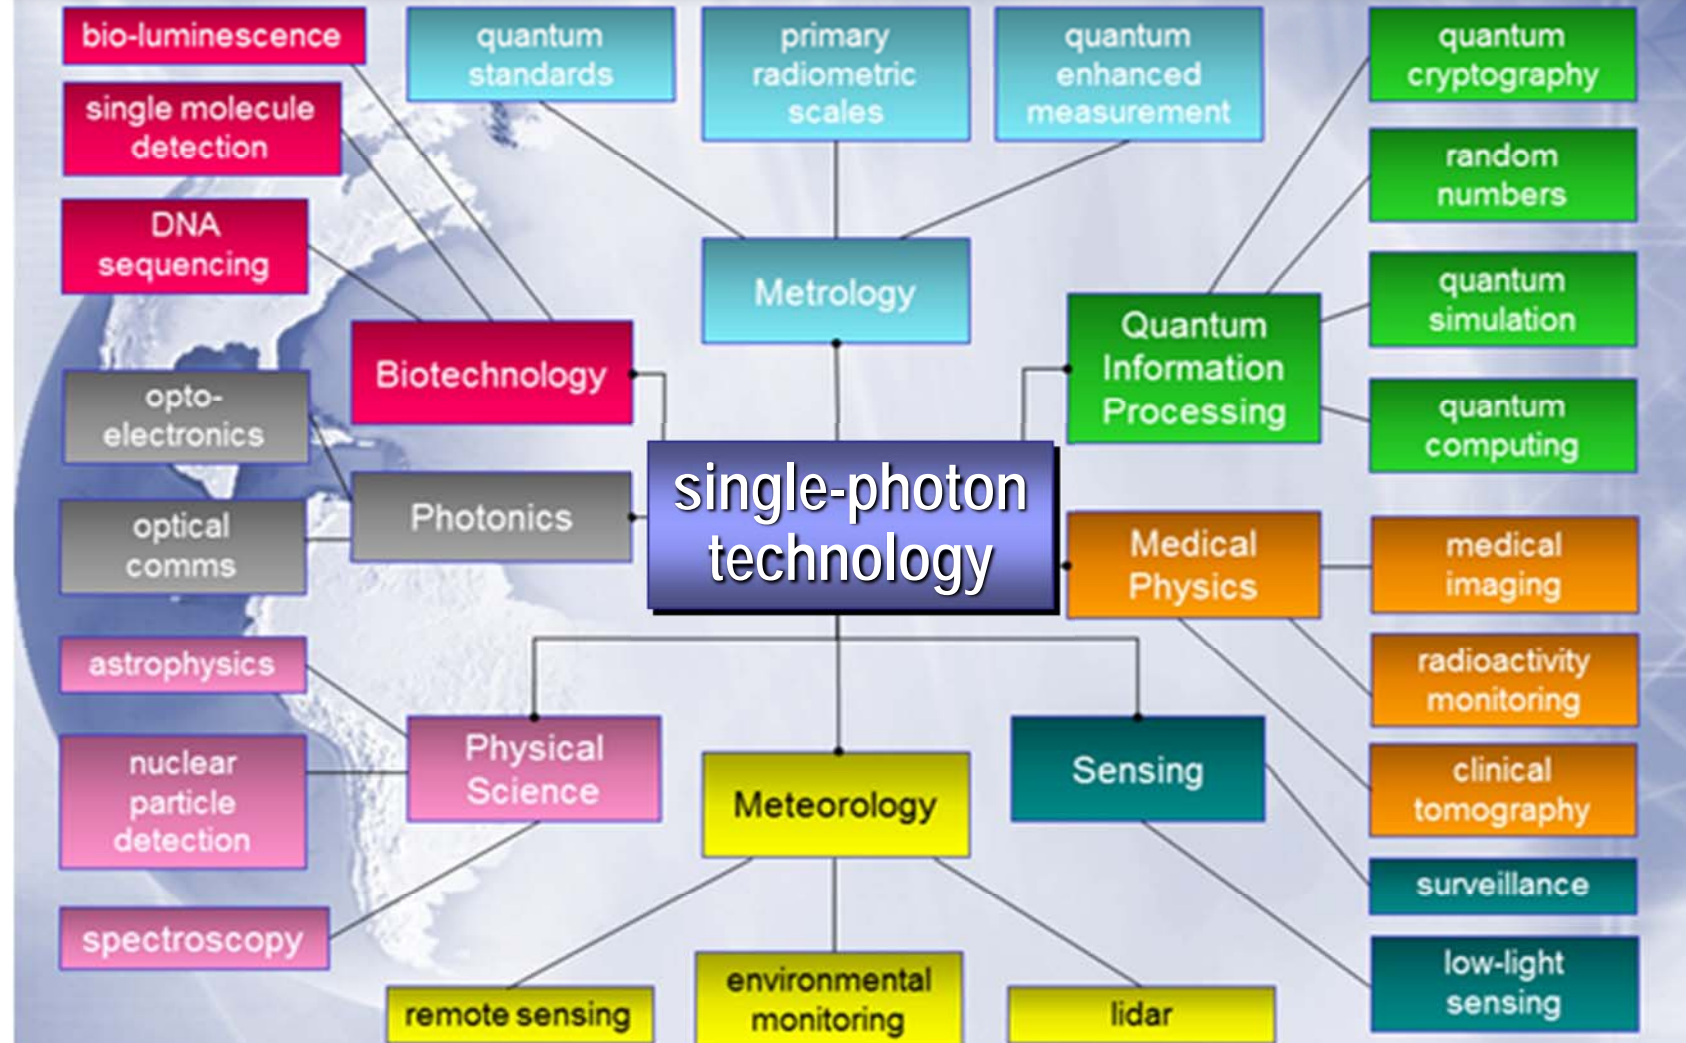 bio-luminescence
single molecule
detection
DNA
sequencing
Biotechnology
quantum
standards
primary
radiometric
scales
quantum
enhanced
measurement
Metrology
quantum
cryptography
random
numbers
quantum
simulation
quantum
computing
Quantum
Information
Processing
opto-
electronics
optical
comms
Photonics
single-photon
technology
Medical
Physics
medical
imaging
radioactivity
monitoring
clinical
tomography
astrophysics
nuclear
particle
detection
spectroscopy
Physical
Science
Meteorology
remote sensing
environmental
monitoring
lidar
Sensing
surveillance
low-light
sensing